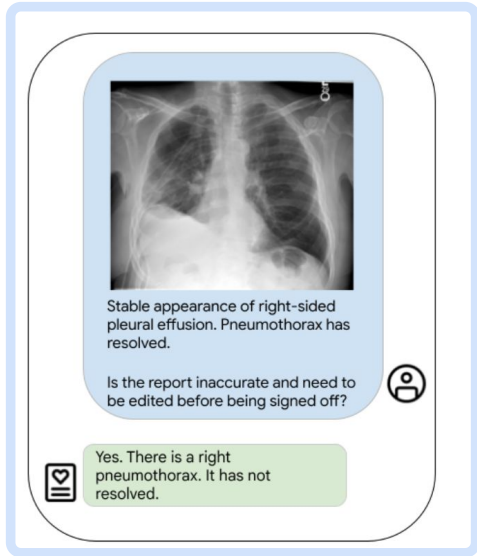 Stable appearance of right-sided
pleural effusion. Pneumothorax has
resolved.
Is the report inaccurate and need to
be edited before being signed off?
Yes. There is a right
pneumothorax. It has not
resolved.